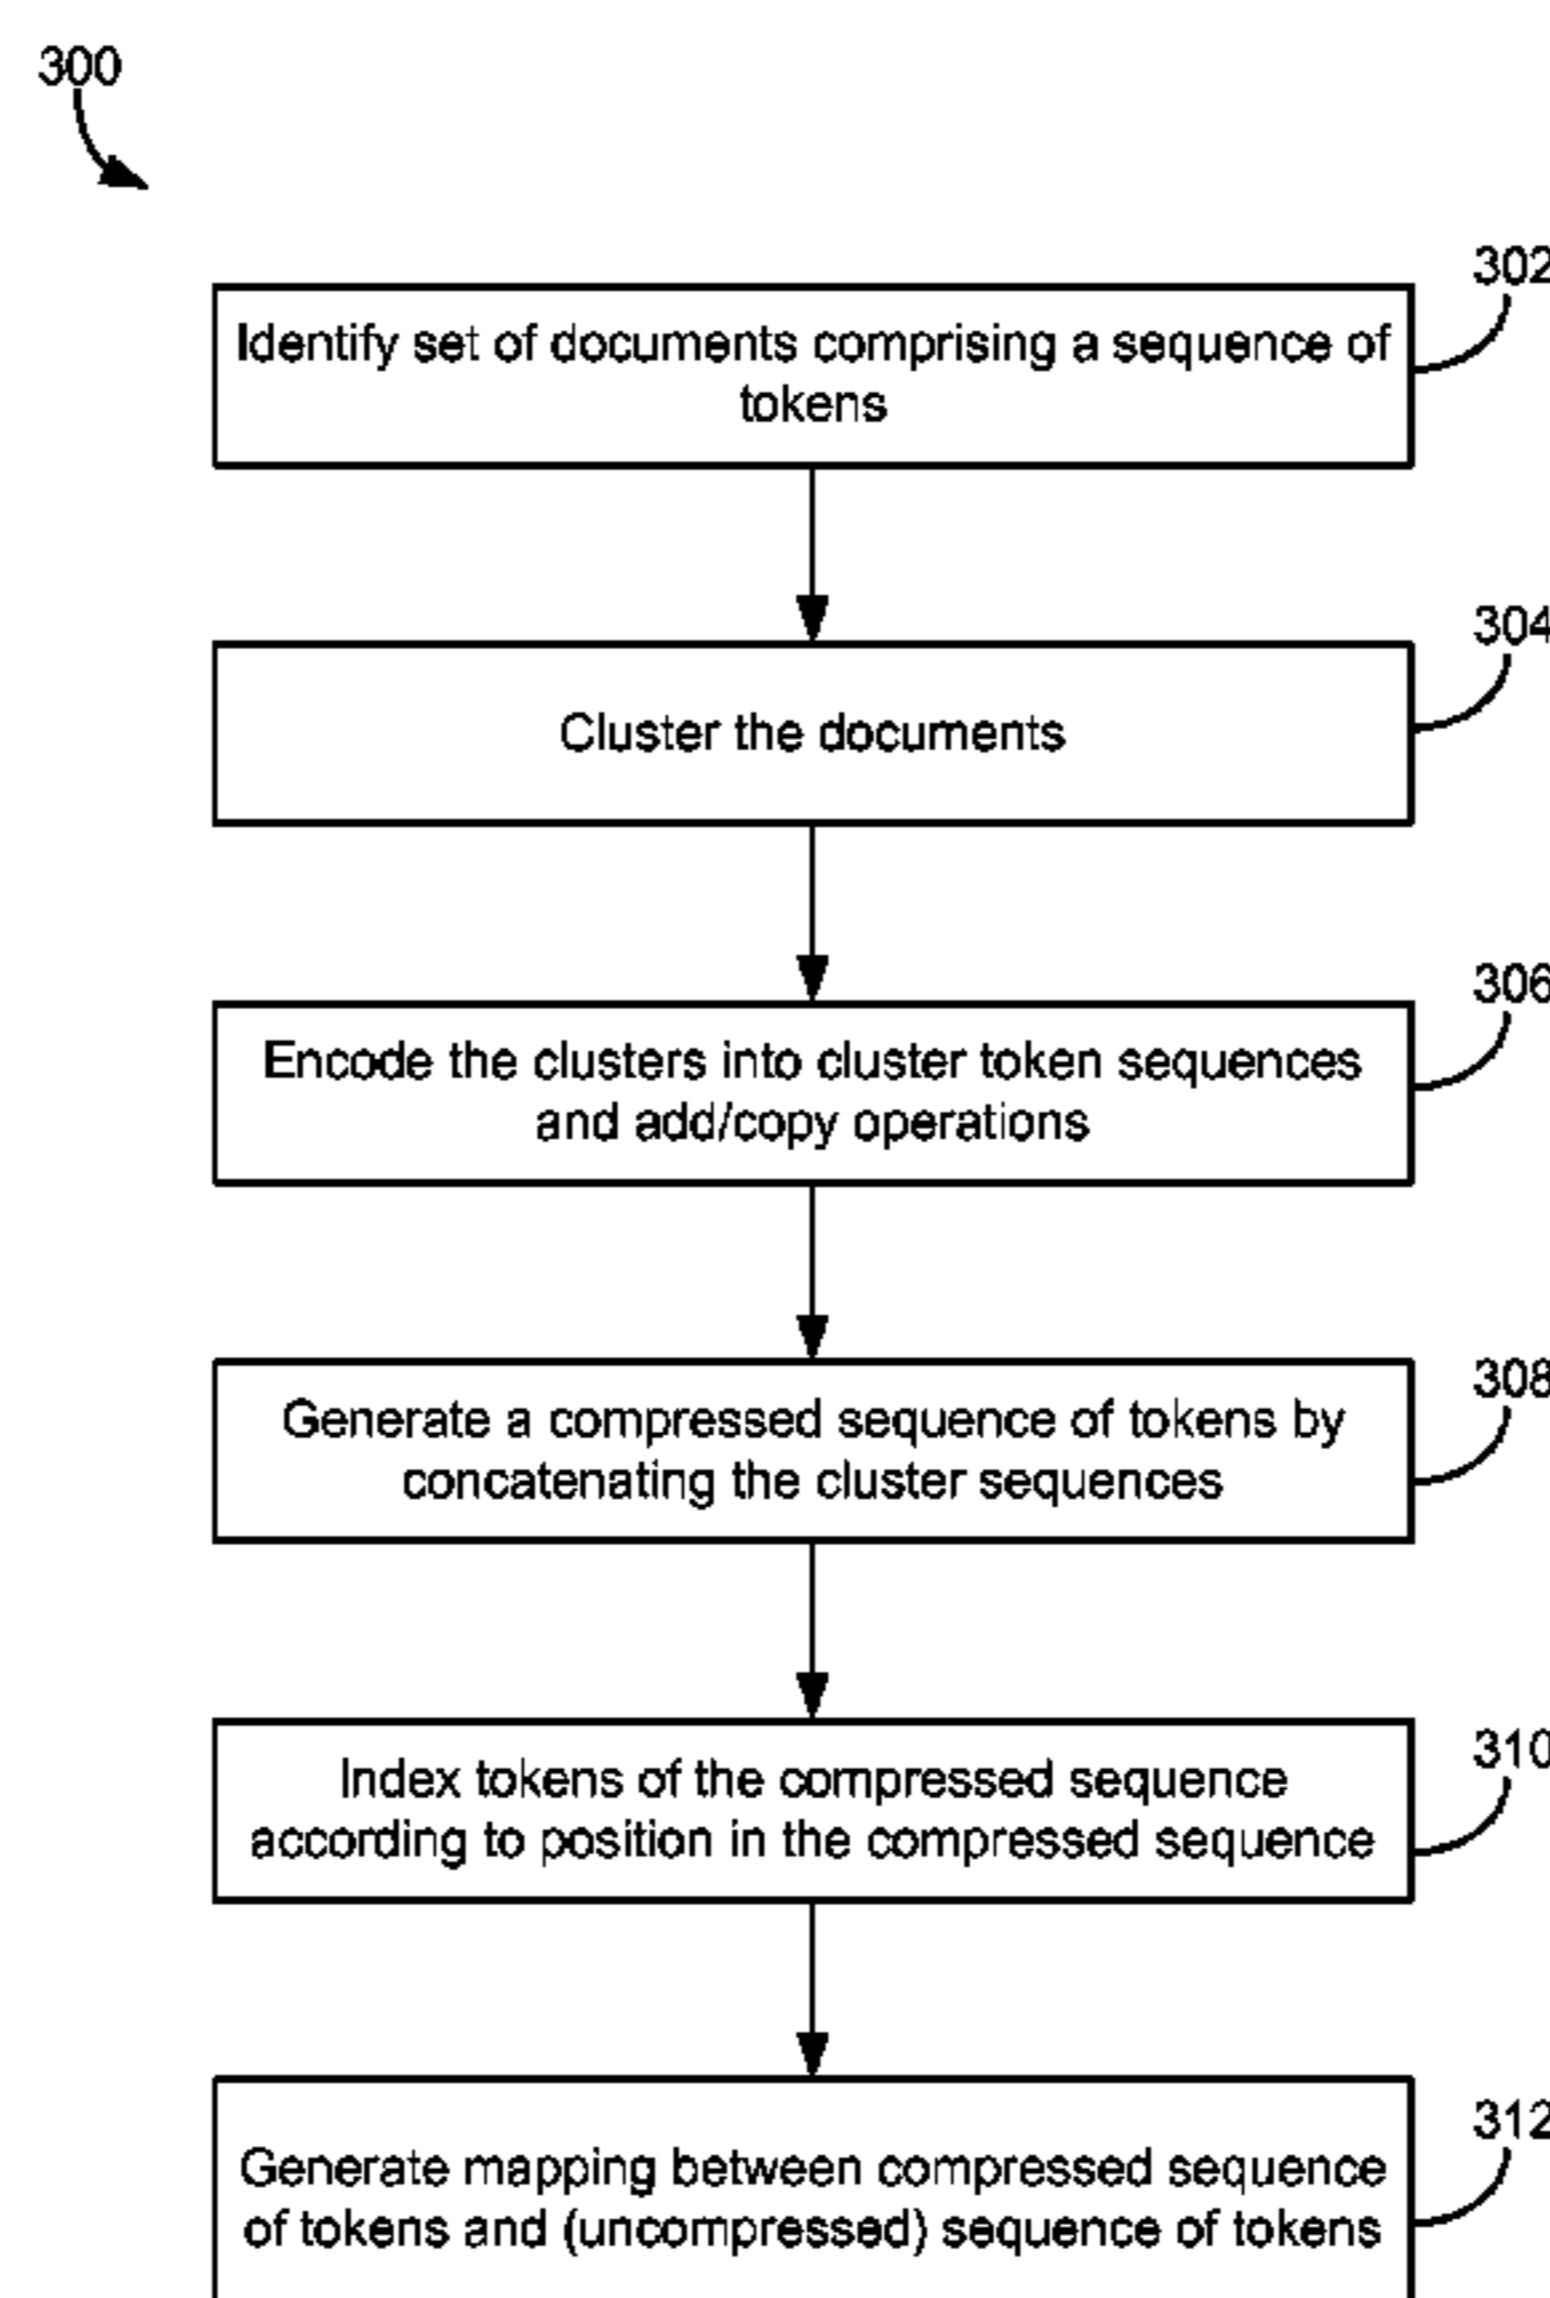 300
302
Identify set of documents comprising a sequence of
tokens
304
Cluster the documents
306
Encode the clusters into cluster token sequences
and add/copy operations
308
Generate a compressed sequence of tokens by
concatenating the cluster sequences
310
Index tokens of the compressed sequence
according to position in the compressed sequence
312
Generate mapping between compressed sequence
of tokens and (uncompressed) sequence of tokens